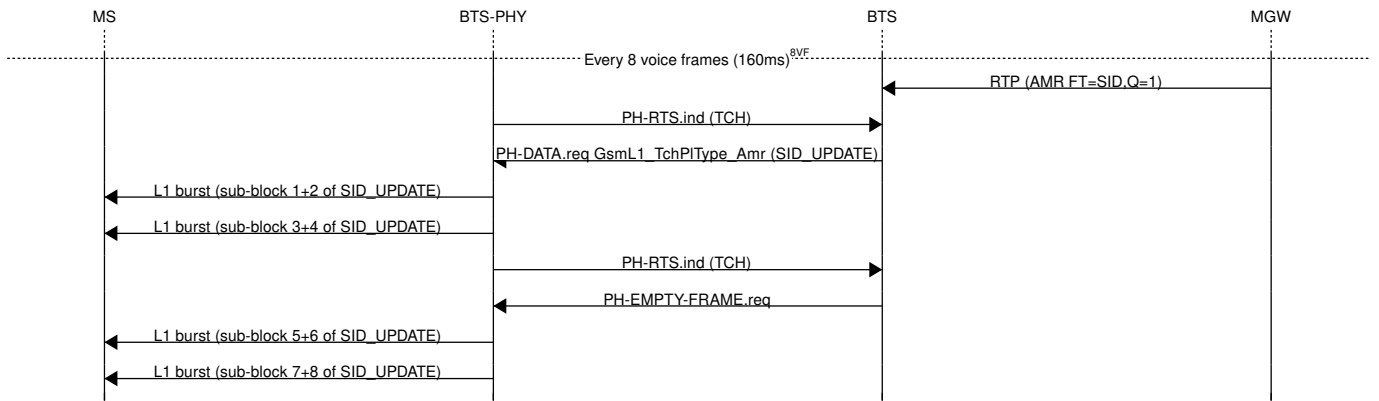 MS BTS-PHY BTS MGW
Every 8 voice frames (160ms)8VF
RTP (AMR FT=SID,Q=1)
PH-RTS.ind (TCH)
PH-DATA.req GsmL1_TchPlType_Amr (SID_UPDATE)
L1 burst (sub-block 1+2 of SID_UPDATE)
L1 burst (sub-block 3+4 of SID_UPDATE)
PH-RTS.ind (TCH)
PH-EMPTY-FRAME.req
L1 burst (sub-block 5+6 of SID_UPDATE)
L1 burst (sub-block 7+8 of SID_UPDATE)